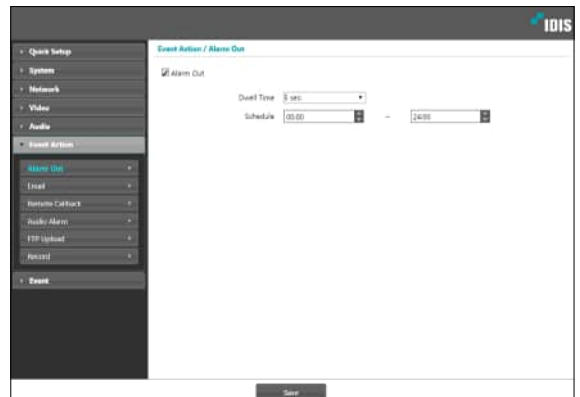 IDIS
Quick Setup
System
Network
Video
Audio
Event Action
Alarm Out
Email
Remote Callback
Audio Alarm
FTP Upload
Record
Event
Event Action / Alarm Out
Alarm Out
Dwell Time 5 sec
Schedule 00:00 ~ 24:00
Save